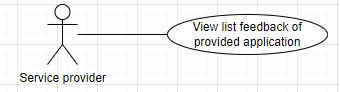 View list feedback of
provided application
Service provider